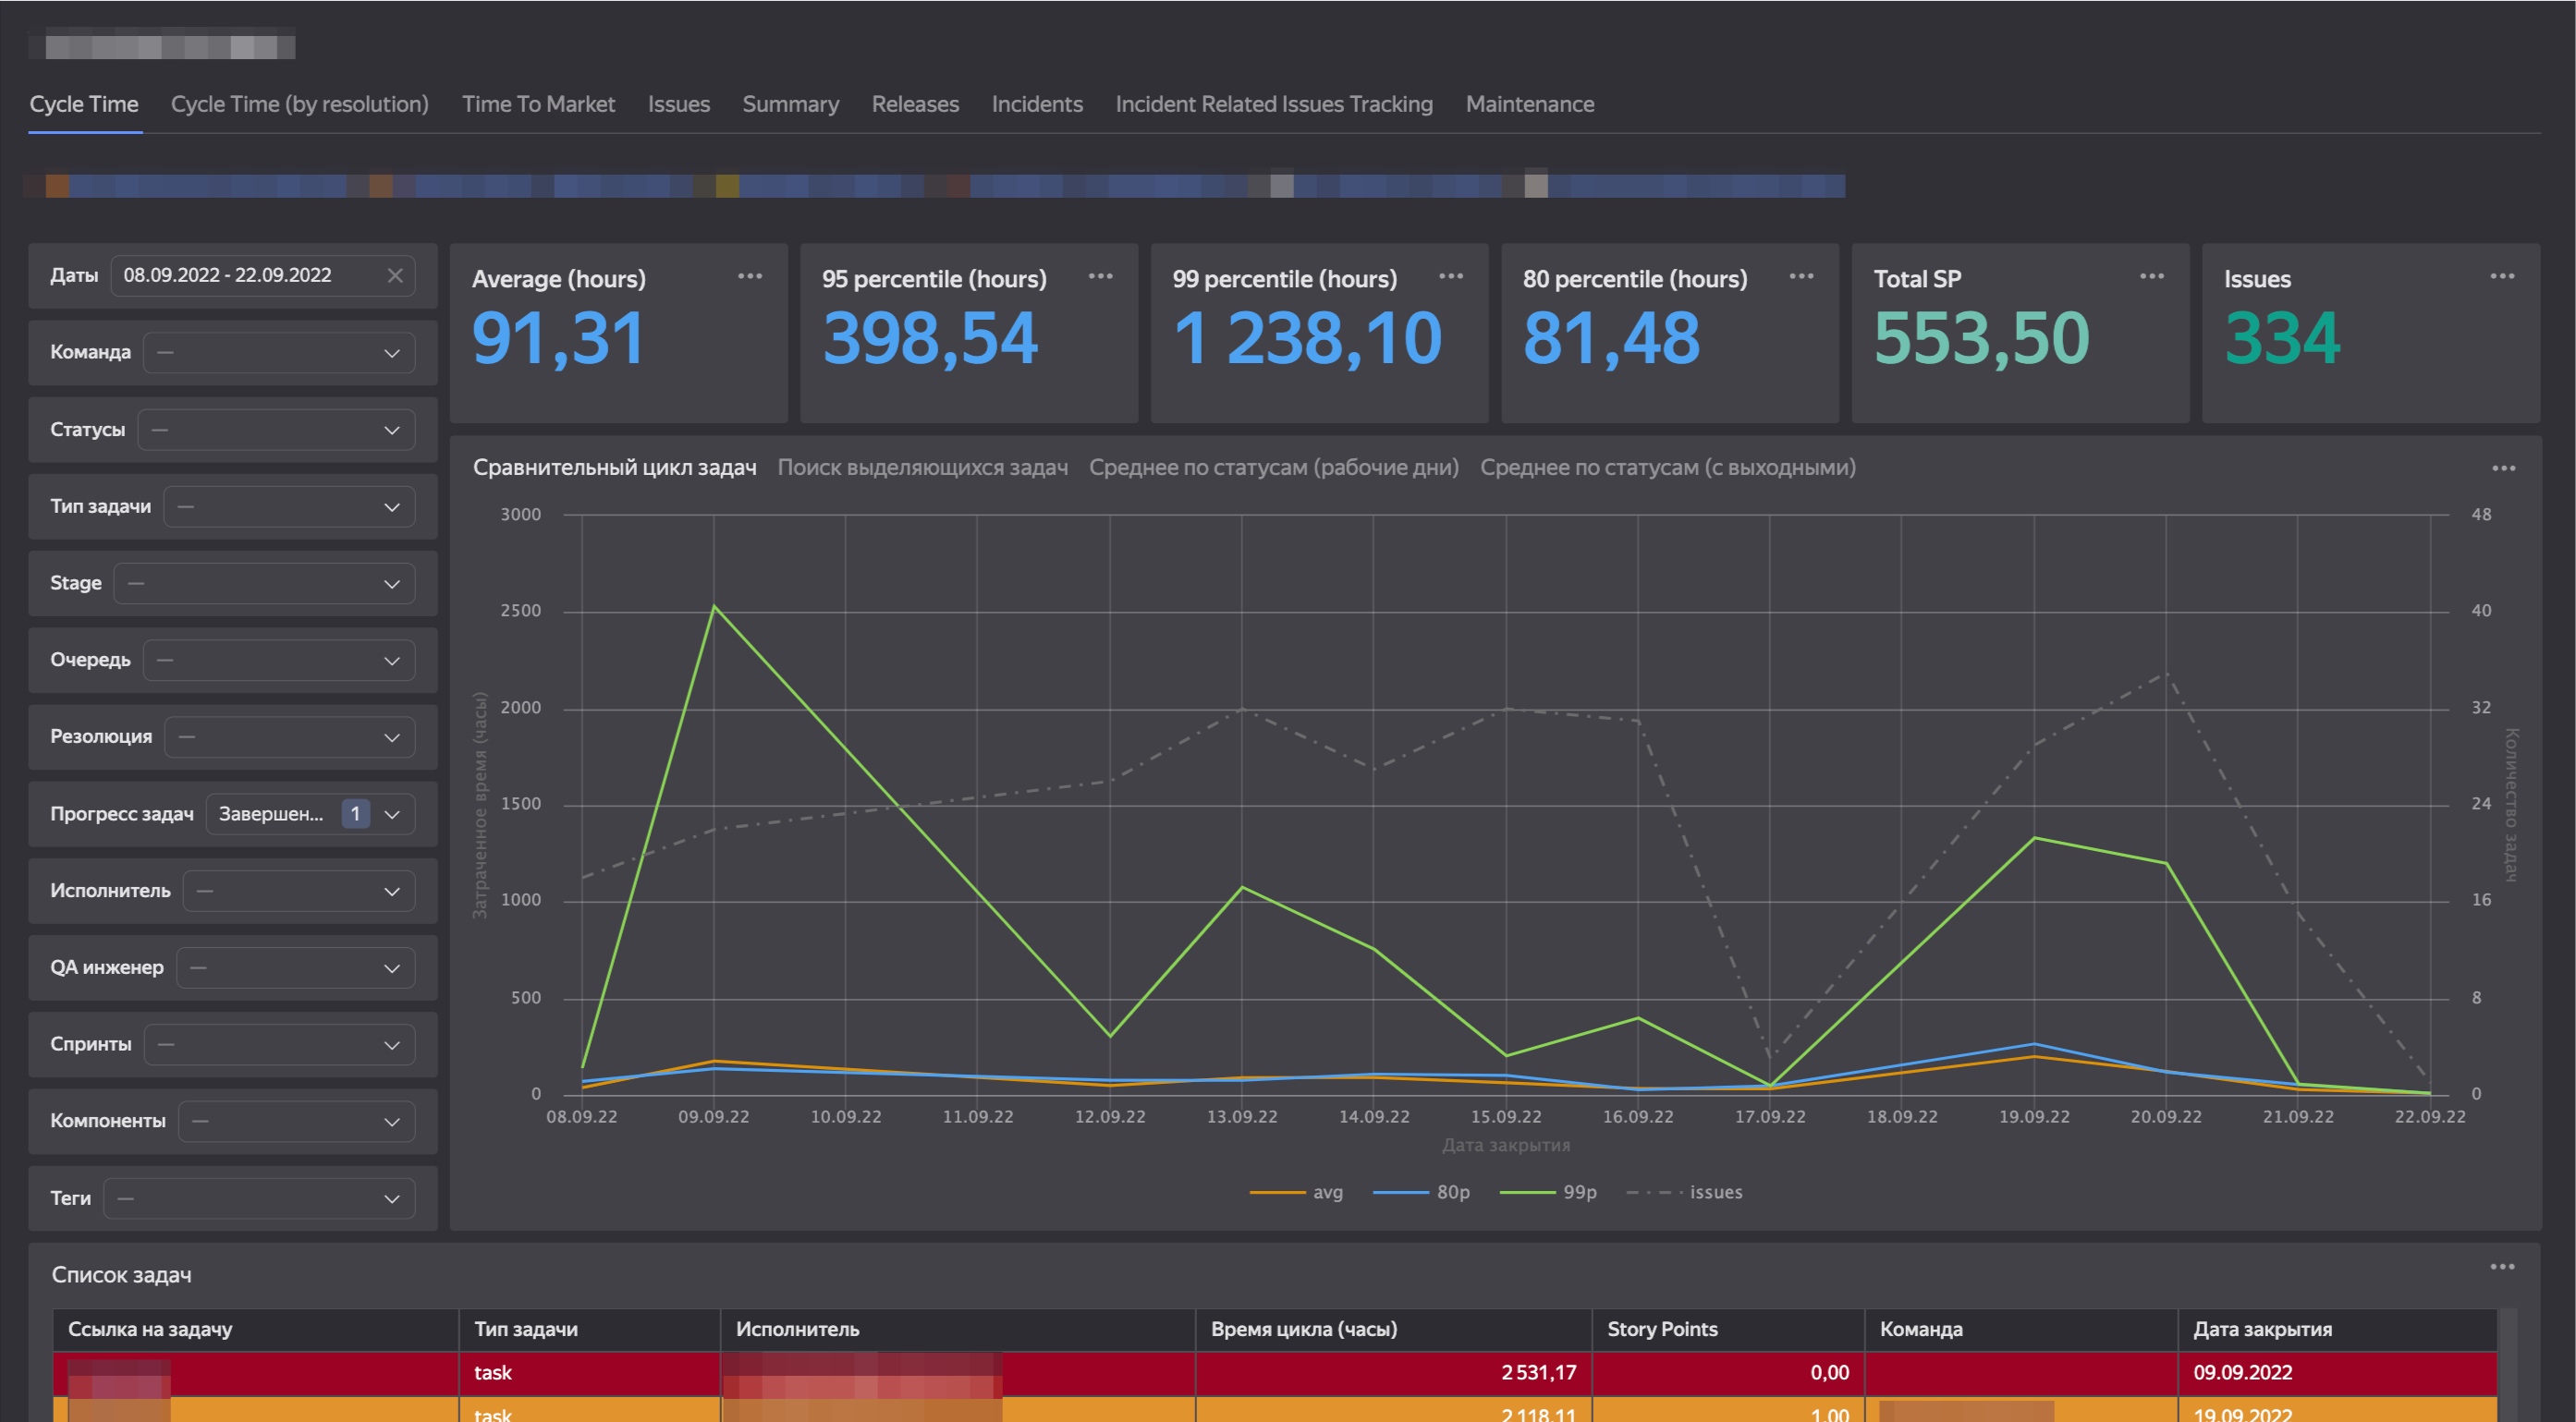 Cycle Time Cycle Time (by resolution) Time To Market Issues Summary Releases Incidents Incident Related Issues Tracking Maintenance
Даты 08.09.2022 - 22.09.2022
Команда —
Статусы —
Тип задачи —
Stage —
Очередь —
Резолюция —
Прогресс задач Завершен... 1
Исполнитель —
QA инженер —
Спринты —
Компоненты —
Теги —
Average (hours)
91,31
95 percentile (hours)
398,54
99 percentile (hours)
1 238,10
80 percentile (hours)
81,48
Total SP
553,50
Issues
334
Сравнительный цикл задач Поиск выделяющихся задач Среднее по статусам (рабочие дни) Среднее по статусам (с выходными)
Затраченное время (часы)
3000
2500
2000
1500
1000
500
0
48
40
32
24
16
8
0
Количество задач
08.09.22 09.09.22 10.09.22 11.09.22 12.09.22 13.09.22 14.09.22 15.09.22 16.09.22 17.09.22 18.09.22 19.09.22 20.09.22 21.09.22 22.09.22
Дата закрытия
avg 80p 99p issues
Список задач
Ссылка на задачу Тип задачи Исполнитель Время цикла (часы) Story Points Команда Дата закрытия
task 2 531,17 0,00 09.09.2022
task 2 118,11 1,00 19.09.2022